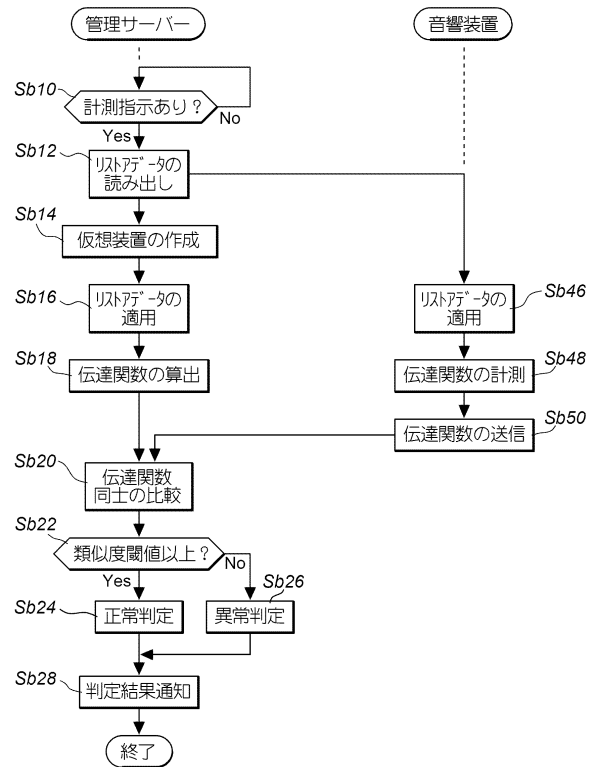 管理サーバー
音響装置
Sb10
計測指示あり？
No
Yes
Sb12
ﾘｽﾄｱﾃﾞｰﾀの
読み出し
Sb14
仮想装置の作成
Sb16
ﾘｽﾄｱﾃﾞｰﾀの
適用
Sb46
ﾘｽﾄｱﾃﾞｰﾀの
適用
Sb18
伝達関数の算出
Sb48
伝達関数の計測
Sb50
伝達関数の送信
Sb20
伝達関数
同士の比較
Sb22
類似度閾値以上？
No
Yes
Sb24
正常判定
Sb26
異常判定
Sb28
判定結果通知
終了